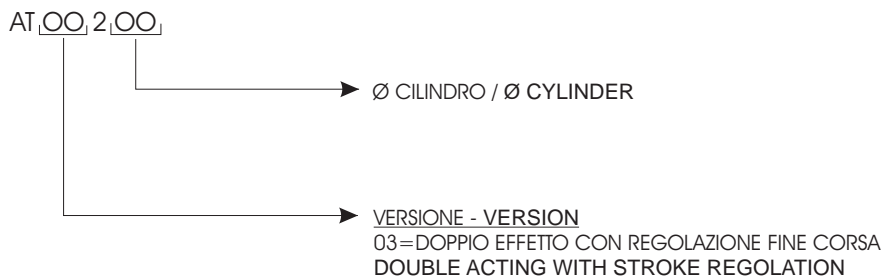 AT OO 2 OO
Ø CILINDRO / Ø CYLINDER
VERSIONE - VERSION
03=DOPPIO EFFETTO CON REGOLAZIONE FINE CORSA
DOUBLE ACTING WITH STROKE REGOLATION